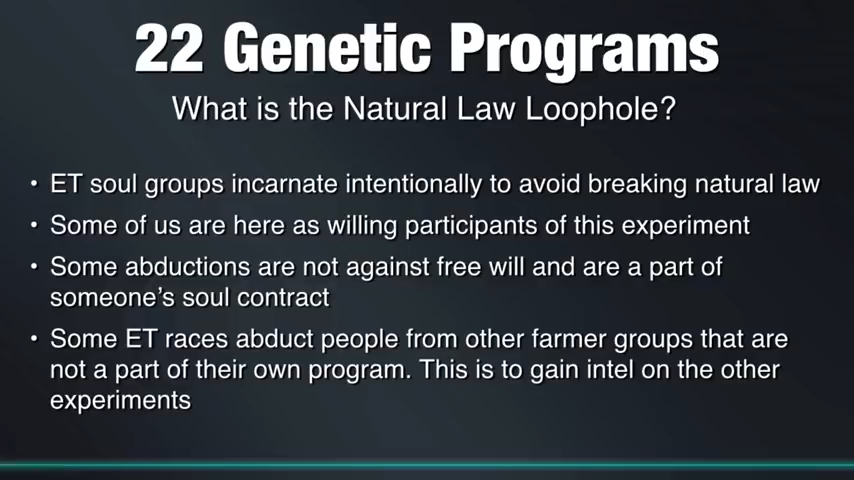 22 Genetic Programs
What is the Natural Law Loophole?
• ET soul groups incarnate intentionally to avoid breaking natural law
• Some of us are here as willing participants of this experiment
• Some abductions are not against free will and are a part of
someone's soul contract
• Some ET races abduct people from other farmer groups that are
not a part of their own program. This is to gain intel on the other
experiments